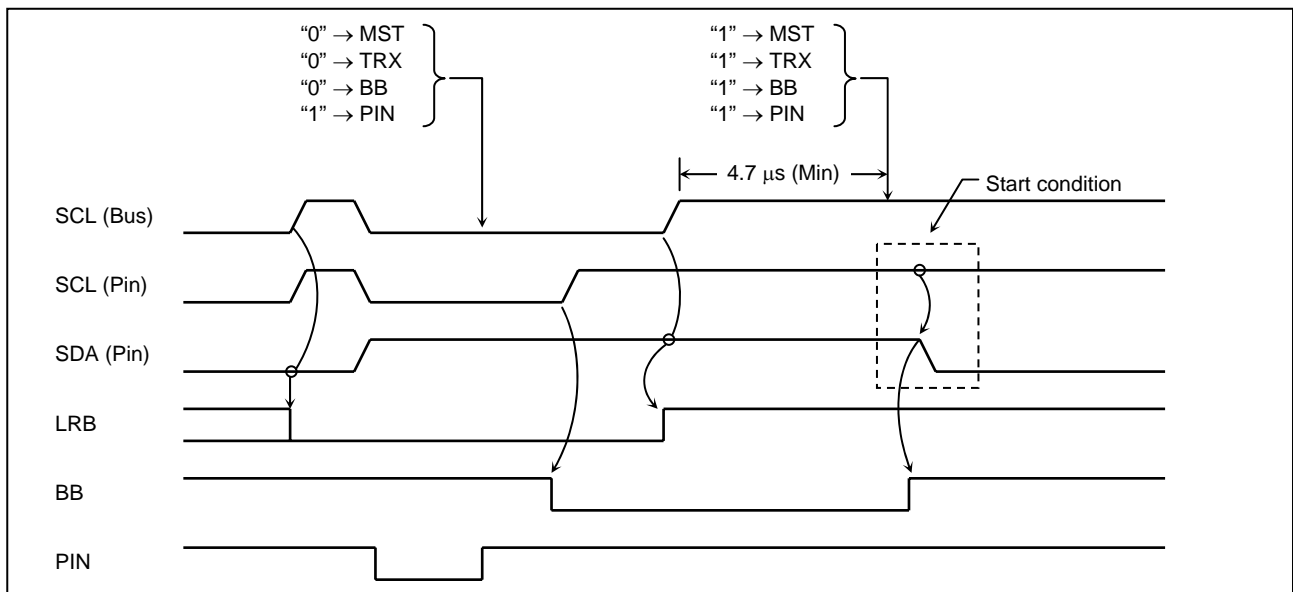 “0” → MST
“0” → TRX
“0” → BB
“1” → PIN
“1” → MST
“1” → TRX
“1” → BB
“1” → PIN
4.7 μs (Min)
Start condition
SCL (Bus)
SCL (Pin)
SDA (Pin)
LRB
BB
PIN